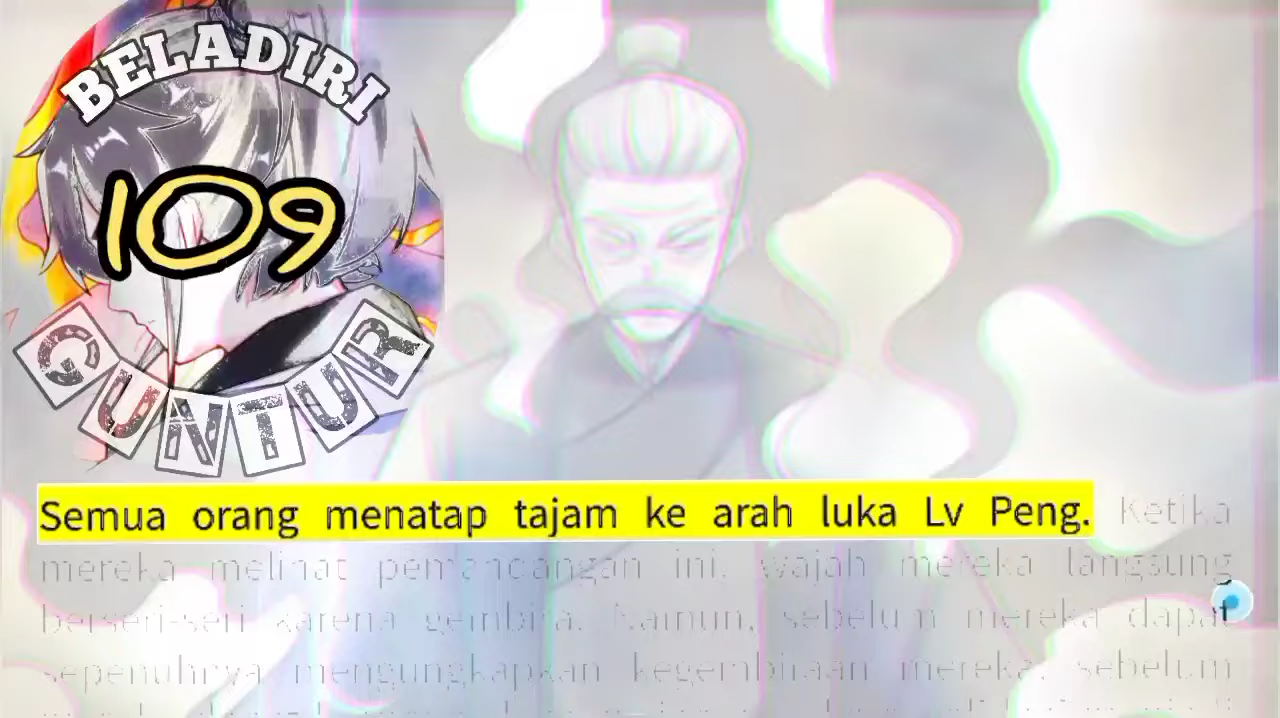 BELADIRI
109
GUNTUR
Semua orang menatap tajam ke arah luka Lv Peng. Ketika
mereka melihat pemandangan ini, wajah mereka langsung
berseri-seri karena gembira. Namun, sebelum mereka dapat
sepenuhnya mengungkapkan kegembiraan mereka, sebelum